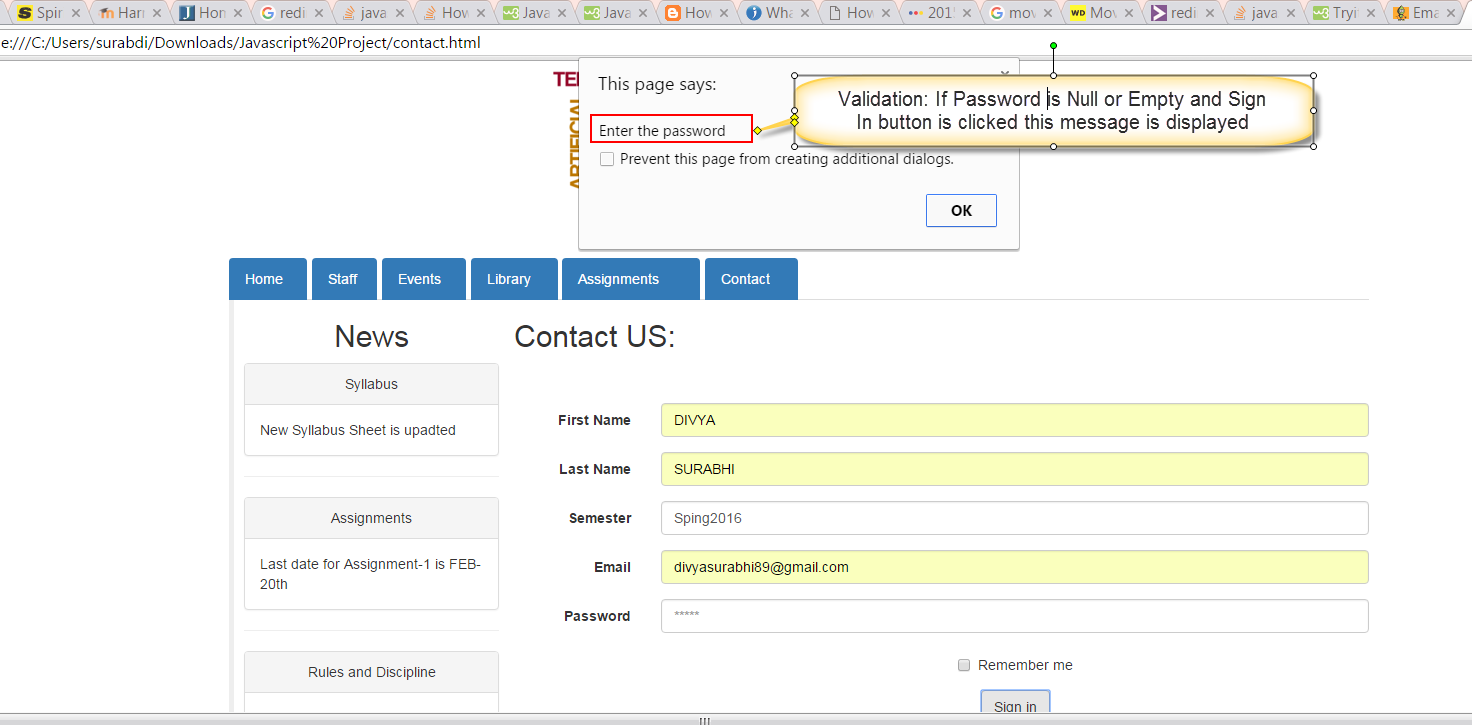 Spir Harr Hon redi java How Java Java How Wha How 201 Goo mov Mov redi java Tryi Ema
e:///C:/Users/surabdi/Downloads/Javascript%20Project/contact.html
This page says:
Enter the password
Prevent this page from creating additional dialogs.
OK
Validation: If Password is Null or Empty and Sign
In button is clicked this message is displayed
ARTIFICIAL
Home Staff Events Library Assignments Contact
News
Syllabus
New Syllabus Sheet is upadted
Assignments
Last date for Assignment-1 is FEB-
20th
Rules and Discipline
Contact US:
First Name DIVYA
Last Name SURABHI
Semester Sping2016
Email divyasurabhi89@gmail.com
Password *****
Remember me
Sign in